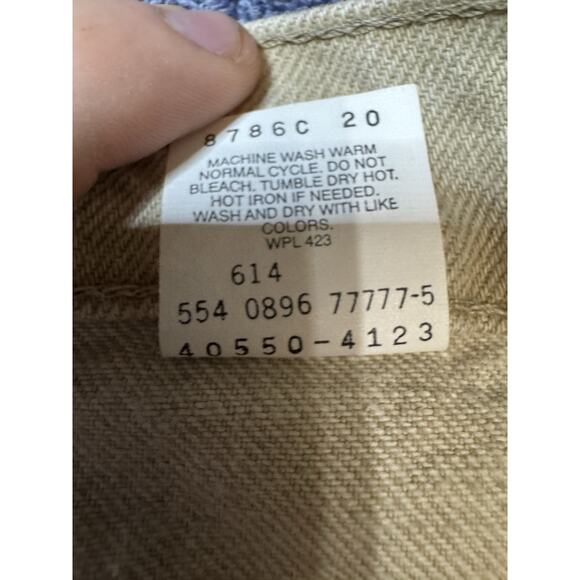 8786C 20
MACHINE WASH WARM
NORMAL CYCLE. DO NOT
BLEACH. TUMBLE DRY HOT.
HOT IRON IF NEEDED.
WASH AND DRY WITH LIKE
COLORS.
WPL 423
614
554 0896 77777-5
40550-4123